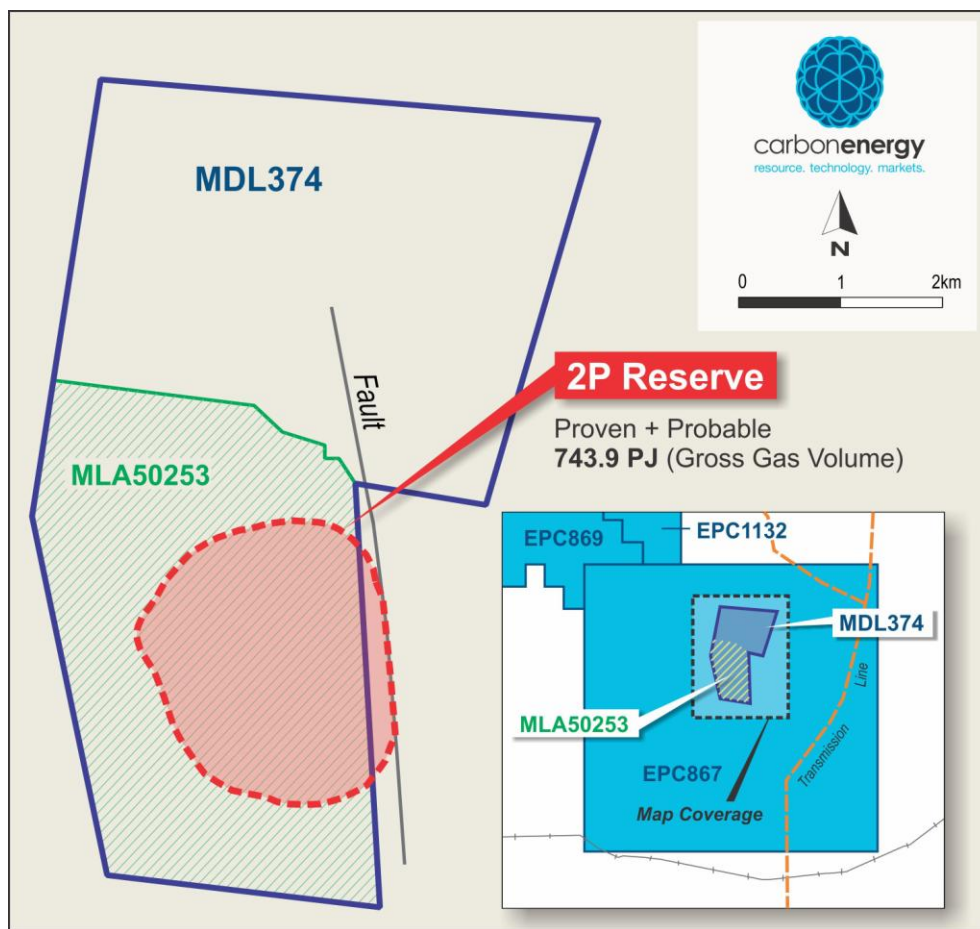 carbonenergy
resource. technology. markets.
N
0 1 2km
MDL374
Fault
2P Reserve
Proven + Probable
743.9 PJ (Gross Gas Volume)
MLA50253
EPC869
EPC1132
MDL374
Line
MLA50253
EPC867
Transmission
Map Coverage